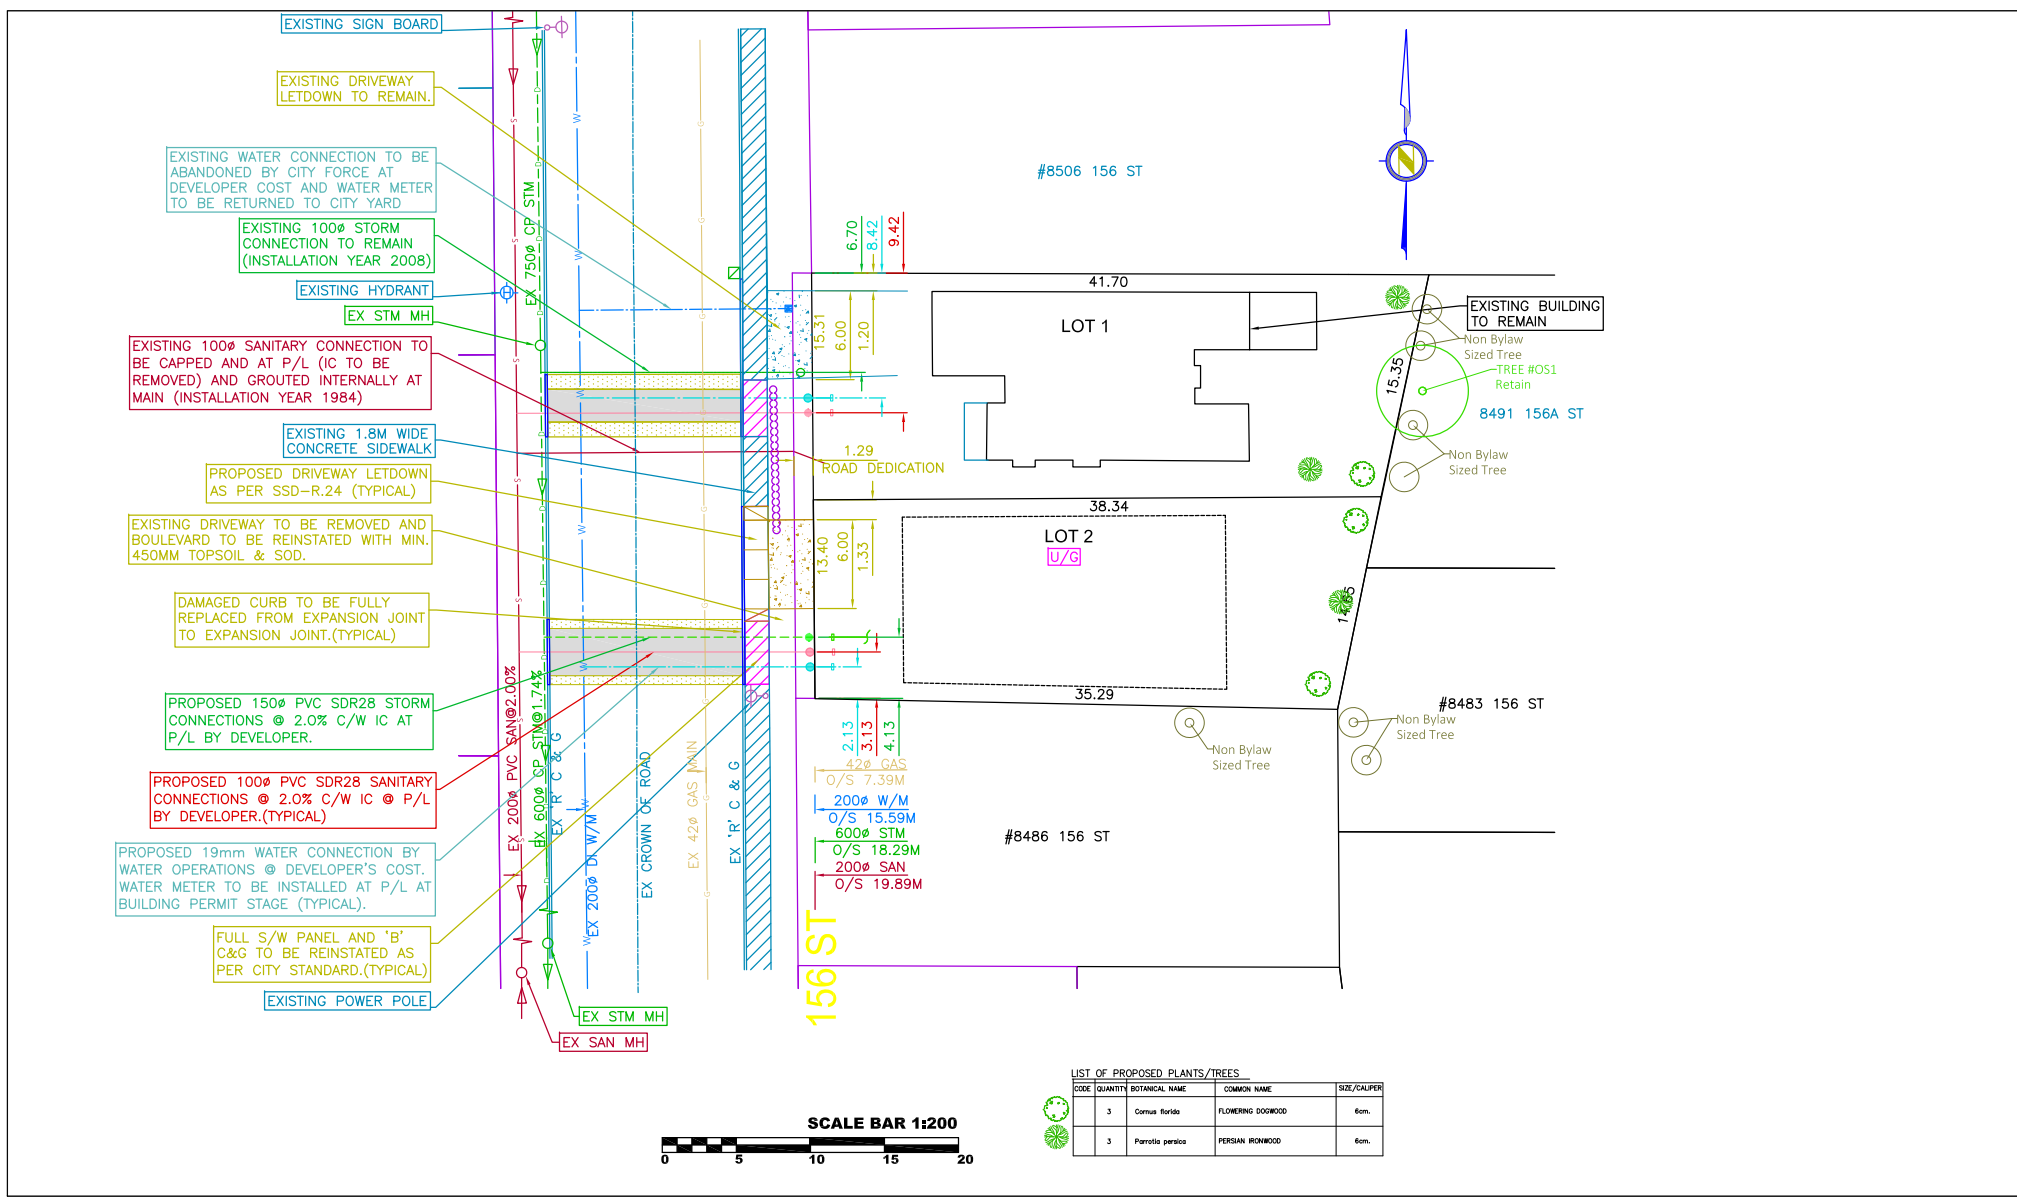 EXISTING SIGN BOARD
EXISTING DRIVEWAY
LETDOWN TO REMAIN.
EXISTING WATER CONNECTION TO BE
ABANDONED BY CITY FORCE AT
DEVELOPER COST AND WATER METER
TO BE RETURNED TO CITY YARD
EXISTING 100ø STORM
CONNECTION TO REMAIN
(INSTALLATION YEAR 2008)
EXISTING HYDRANT
EX STM MH
EXISTING 100ø SANITARY CONNECTION TO
BE CAPPED AND AT P/L (IC TO BE
REMOVED) AND GROUTED INTERNALLY AT
MAIN (INSTALLATION YEAR 1984)
EXISTING 1.8M WIDE
CONCRETE SIDEWALK
PROPOSED DRIVEWAY LETDOWN
AS PER SSD-R.24 (TYPICAL)
EXISTING DRIVEWAY TO BE REMOVED AND
BOULEVARD TO BE REINSTATED WITH MIN.
450MM TOPSOIL & SOD.
DAMAGED CURB TO BE FULLY
REPLACED FROM EXPANSION JOINT
TO EXPANSION JOINT.(TYPICAL)
PROPOSED 150ø PVC SDR28 STORM
CONNECTIONS @ 2.0% C/W IC AT
P/L BY DEVELOPER.
PROPOSED 100ø PVC SDR28 SANITARY
CONNECTIONS @ 2.0% C/W IC @ P/L
BY DEVELOPER.(TYPICAL)
PROPOSED 19mm WATER CONNECTION BY
WATER OPERATIONS @ DEVELOPER'S COST.
WATER METER TO BE INSTALLED AT P/L AT
BUILDING PERMIT STAGE (TYPICAL).
FULL S/W PANEL AND 'B'
C&G TO BE REINSTATED AS
PER CITY STANDARD.(TYPICAL)
EXISTING POWER POLE
EX STM MH
EX SAN MH
EX 750ø CP STM
EX 200ø PVC SAN@2.00%
EX 600ø CP STM@1.74%
EX 'R' C & G
EX 200ø DI W/M
EX CROWN OF ROAD
EX 42ø GAS MAIN
EX 'R' C & G
156 ST
#8506 156 ST
6.70
8.42
9.42
41.70
LOT 1
15.31
6.00
1.20
EXISTING BUILDING
TO REMAIN
Non Bylaw
Sized Tree
TREE #OS1
Retain
15.35
8491 156A ST
Non Bylaw
Sized Tree
1.29
ROAD DEDICATION
38.34
LOT 2
U/G
13.40
6.00
1.33
14.65
35.29
2.13
3.13
4.13
#8483 156 ST
Non Bylaw
Sized Tree
Non Bylaw
Sized Tree
42ø GAS
O/S 7.39M
200ø W/M
O/S 15.59M
600ø STM
O/S 18.29M
200ø SAN
O/S 19.89M
#8486 156 ST
LIST OF PROPOSED PLANTS/TREES
CODE QUANTITY BOTANICAL NAME COMMON NAME SIZE/CALIPER
3 Cornus florida FLOWERING DOGWOOD 6cm.
3 Parrotia persica PERSIAN IRONWOOD 6cm.
SCALE BAR 1:200
0 5 10 15 20